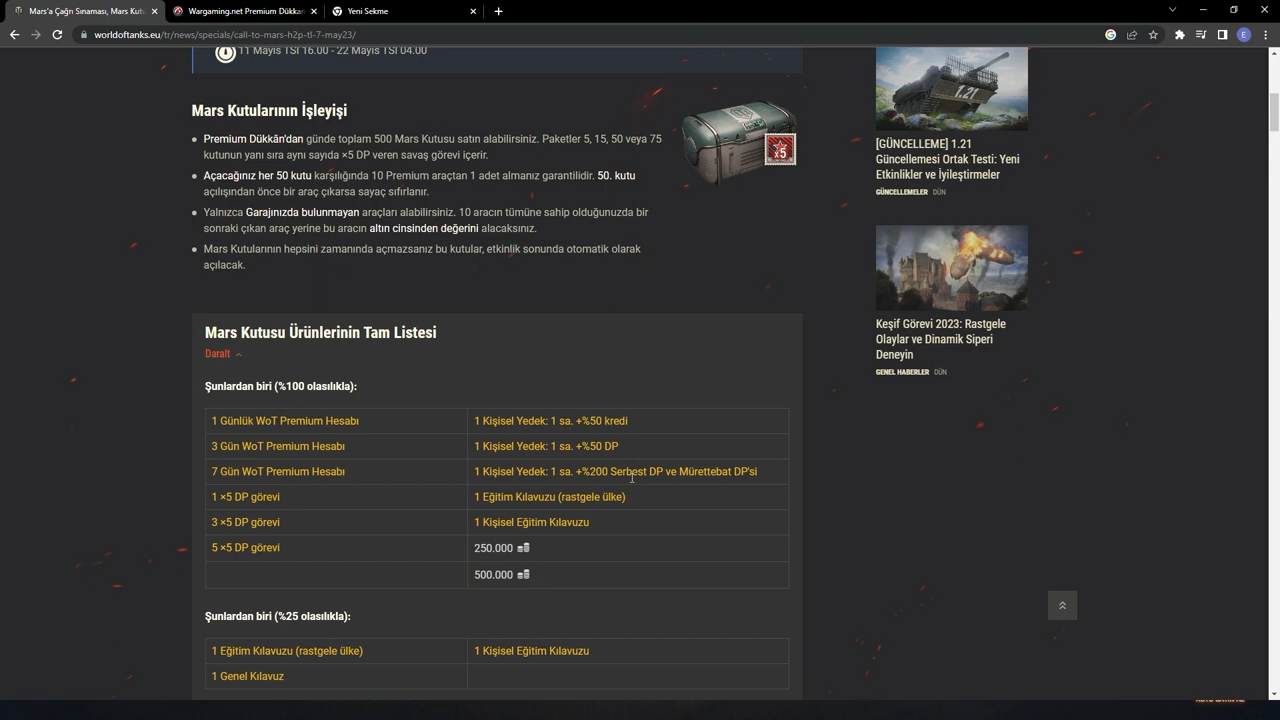 Mars'a Çağrı Sınaması, Mars Kut
Wargaming.net Premium Dükkan
Yeni Sekme
worldoftanks.eu/tr/news/specials/call-to-mars-h2p-tl-7-may23/
E
11 Mayıs TSİ 16.00 - 22 Mayıs TSİ 04.00
Mars Kutularının İşleyişi
Premium Dükkân'dan günde toplam 500 Mars Kutusu satın alabilirsiniz. Paketler 5, 15, 50 veya 75
kutunun yanı sıra aynı sayıda ×5 DP veren savaş görevi içerir.
Açacağınız her 50 kutu karşılığında 10 Premium araçtan 1 adet almanız garantilidir. 50. kutu
açılışından önce bir araç çıkarsa sayaç sıfırlanır.
Yalnızca Garajınızda bulunmayan araçları alabilirsiniz. 10 aracın tümüne sahip olduğunuzda bir
sonraki çıkan araç yerine bu aracın altın cinsinden değerini alacaksınız.
Mars Kutularının hepsini zamanında açmazsanız bu kutular, etkinlik sonunda otomatik olarak
açılacak.
x5
Mars Kutusu Ürünlerinin Tam Listesi
Daralt
Şunlardan biri (%100 olasılıkla):
1 Günlük WoT Premium Hesabı
1 Kişisel Yedek: 1 sa. +%50 kredi
3 Gün WoT Premium Hesabı
1 Kişisel Yedek: 1 sa. +%50 DP
7 Gün WoT Premium Hesabı
1 Kişisel Yedek: 1 sa. +%200 Serbest DP ve Mürettebat DP'si
1 ×5 DP görevi
1 Eğitim Kılavuzu (rastgele ülke)
3 ×5 DP görevi
1 Kişisel Eğitim Kılavuzu
5 ×5 DP görevi
250.000
500.000
Şunlardan biri (%25 olasılıkla):
1 Eğitim Kılavuzu (rastgele ülke)
1 Kişisel Eğitim Kılavuzu
1 Genel Kılavuz
1.21
[GÜNCELLEME] 1.21
Güncellemesi Ortak Testi: Yeni
Etkinlikler ve İyileştirmeler
GÜNCELLEMELER DÜN
Keşif Görevi 2023: Rastgele
Olaylar ve Dinamik Siperi
Deneyin
GENEL HABERLER DÜN